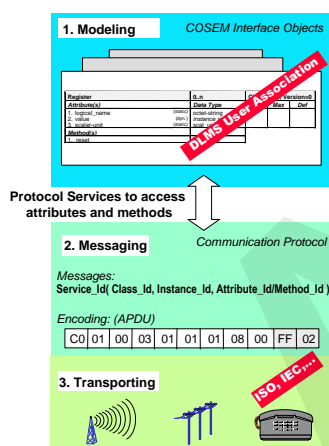 1. Modeling
COSEM Interface Objects
Register 0..n Version=0
Attribute(s) Data Type Max Def
1. logical_name (static) octet-string
2. value (dyn.) instance
3. scaler-unit (static) scal_
Method(s)
1. reset
DLMS User Association
Protocol Services to access
attributes and methods
2. Messaging
Communication Protocol
Messages:
Service_Id( Class_Id, Instance_Id, Attribute_Id/Method_Id )
Encoding: (APDU)
C0 01 00 03 01 01 01 08 00 FF 02
3. Transporting
ISO, IEC,...